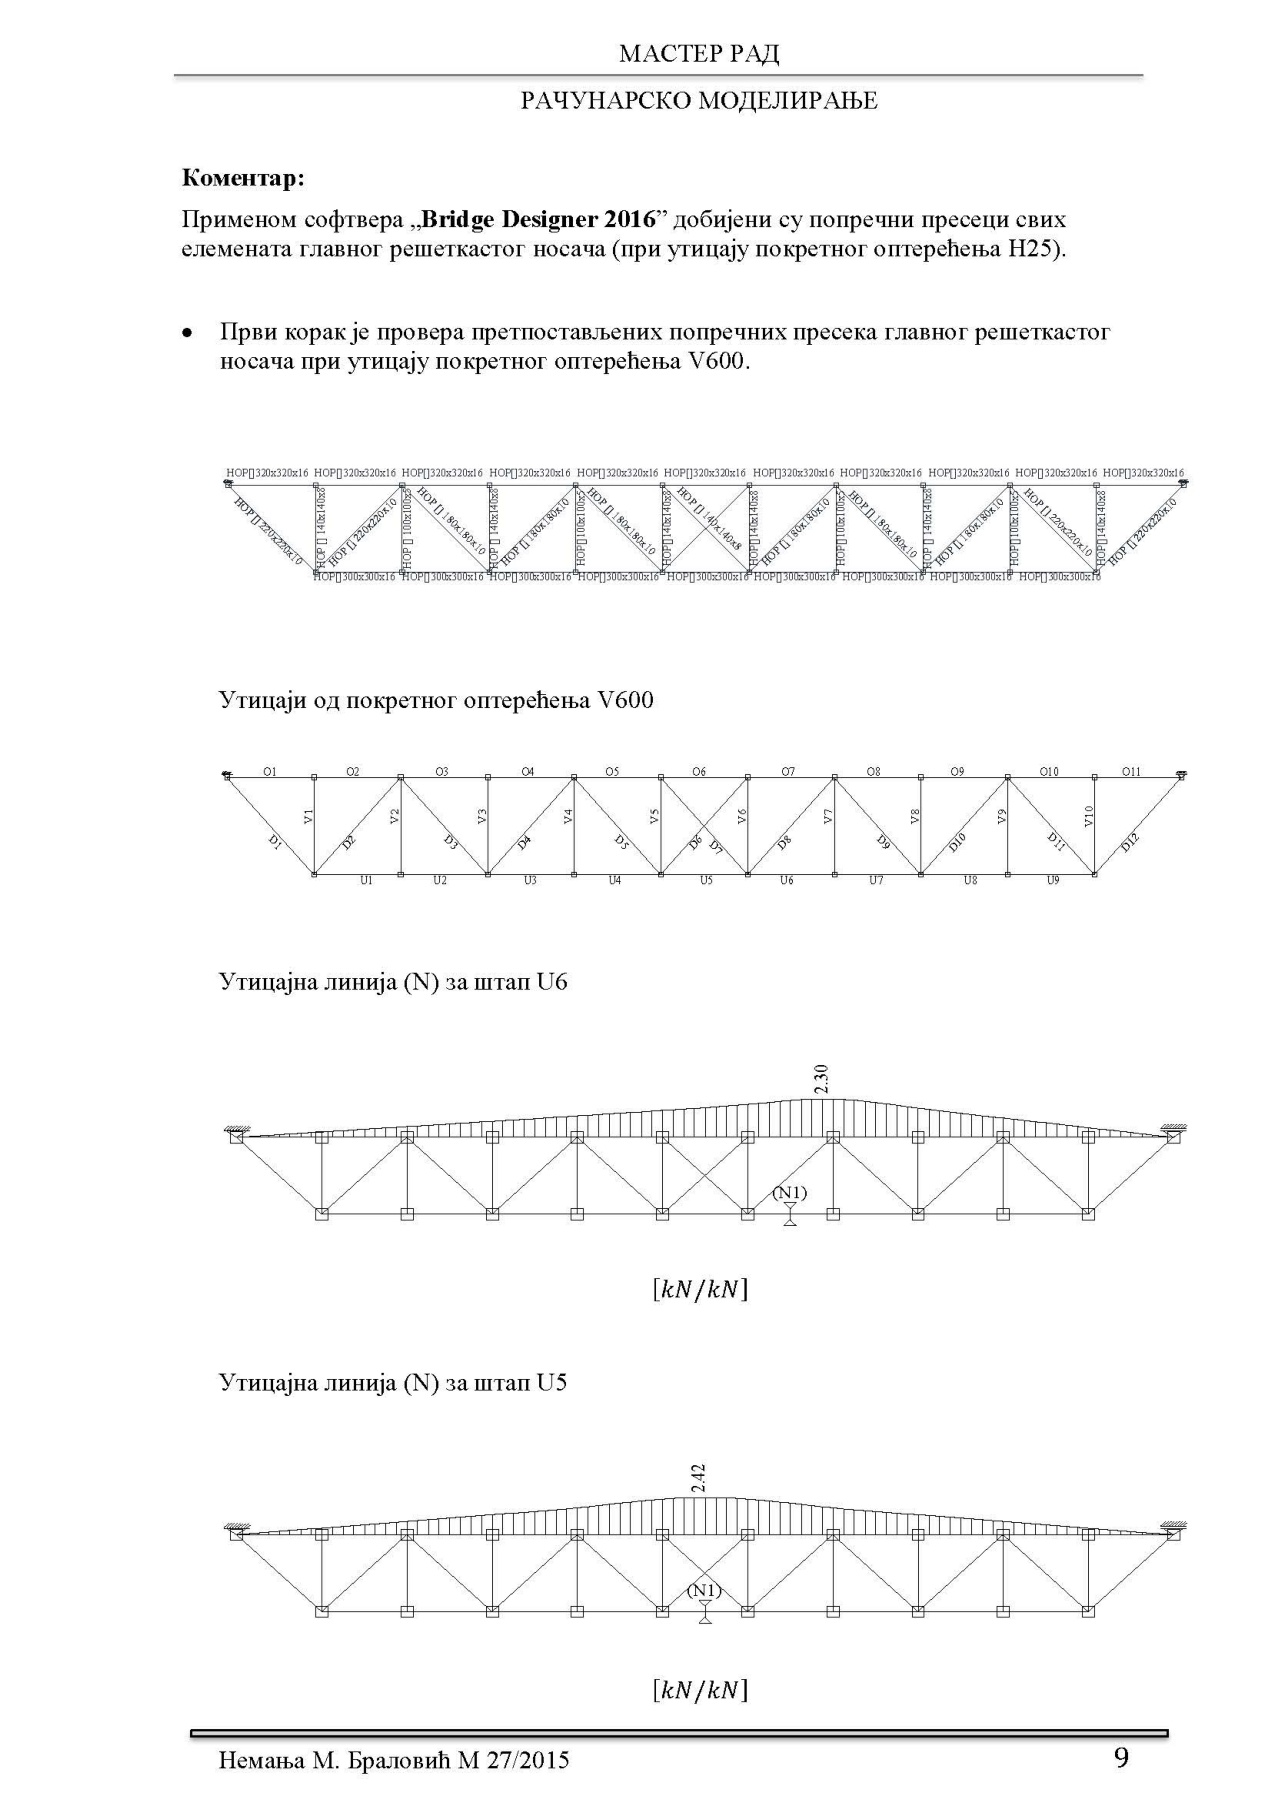 МАСТЕР РАД
РАЧУНАРСКО МОДЕЛИРАЊЕ
Коментар:
Применом софтвера „Bridge Designer 2016” добијени су попречни пресеци свих
елемената главног решеткастог носача (при утицају покретног оптерећења H25).
• Први корак је провера претпостављених попречних пресека главног решеткастог
носача при утицају покретног оптерећења V600.
HOP[]320x320x16 HOP[]320x320x16 HOP[]320x320x16 HOP[]320x320x16 HOP[]320x320x16 HOP[]320x320x16 HOP[]320x320x16 HOP[]320x320x16 HOP[]320x320x16 HOP[]320x320x16 HOP[]320x320x16
HOP[]220x220x10 HOP [] 140x140x8 HOP [] 220x220x10 HOP [] 100x100x5 HOP [] 180x180x10 HOP [] 140x140x8 HOP [] 180x180x10 HOP[]100x100x5 HOP [] 180x180x10 HOP[]140x140x8 HOP [] 140x140x8 HOP[]140x140x8 HOP [] 180x180x10 HOP[]100x100x5 HOP [] 180x180x10 HOP [] 140x140x8 HOP [] 180x180x10 HOP[]100x100x5 HOP [] 220x220x10 HOP[]140x140x8 HOP [] 220x220x10
HOP[]300x300x16 HOP[]300x300x16 HOP[]300x300x16 HOP[]300x300x16 HOP[]300x300x16 HOP[]300x300x16 HOP[]300x300x16 HOP[]300x300x16 HOP[]300x300x16
Утицаји од покретног оптерећења V600
O1 O2 O3 O4 O5 O6 O7 O8 O9 O10 O11
V1 V2 V3 V4 V5 V6 V7 V8 V9 V10
D1 D2 D3 D4 D5 D6 D7 D8 D9 D10 D11 D12
U1 U2 U3 U4 U5 U6 U7 U8 U9
Утицајна линија (N) за штап U6
2.30
(N1)
[kN/kN]
Утицајна линија (N) за штап U5
2.42
(N1)
[kN/kN]
Немања М. Браловић М 27/2015
9